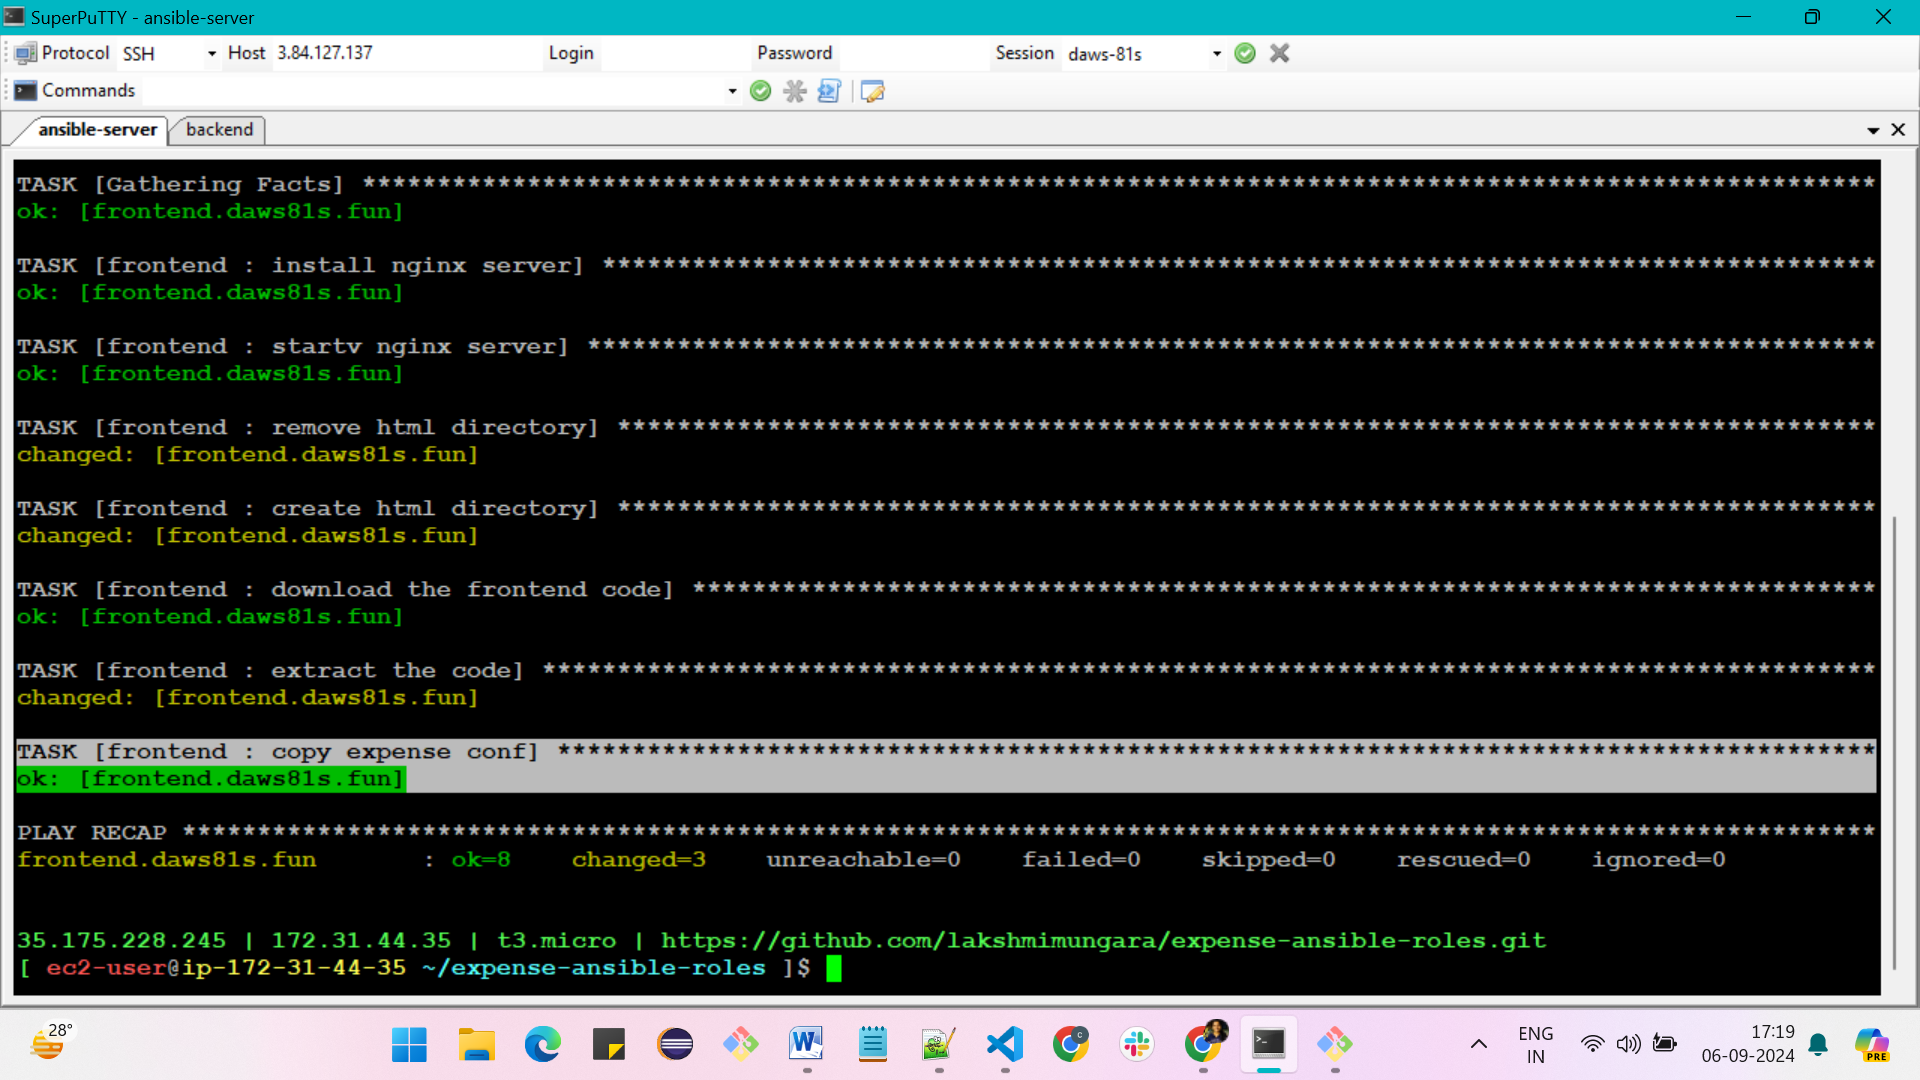 SuperPuTTY - ansible-server
Protocol SSH Host 3.84.127.137 Login Password Session daws-81s
Commands
ansible-server backend
TASK [Gathering Facts] *****************************************************************************************************
ok: [frontend.daws81s.fun]
TASK [frontend : install nginx server] *************************************************************************************
ok: [frontend.daws81s.fun]
TASK [frontend : startv nginx server] **************************************************************************************
ok: [frontend.daws81s.fun]
TASK [frontend : remove html directory] ************************************************************************************
changed: [frontend.daws81s.fun]
TASK [frontend : create html directory] ************************************************************************************
changed: [frontend.daws81s.fun]
TASK [frontend : download the frontend code] *******************************************************************************
ok: [frontend.daws81s.fun]
TASK [frontend : extract the code] *****************************************************************************************
changed: [frontend.daws81s.fun]
TASK [frontend : copy expense conf] ****************************************************************************************
ok: [frontend.daws81s.fun]
PLAY RECAP *****************************************************************************************************************
frontend.daws81s.fun : ok=8 changed=3 unreachable=0 failed=0 skipped=0 rescued=0 ignored=0
35.175.228.245 | 172.31.44.35 | t3.micro | https://github.com/lakshmimungara/expense-ansible-roles.git
[ ec2-user@ip-172-31-44-35 ~/expense-ansible-roles ]$
28°
ENG
IN
17:19
06-09-2024
PRE